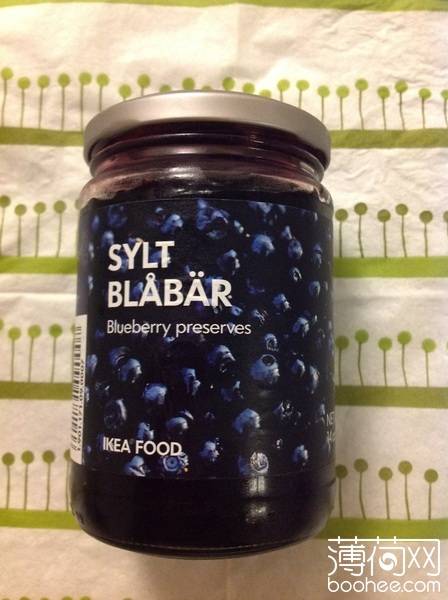 SYLT
BLÅBÄR
Blueberry preserves
IKEA FOOD
薄荷网
boohee.com